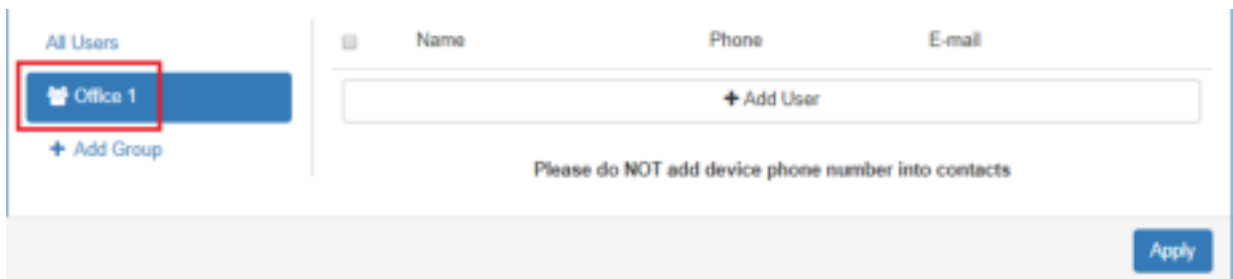 All Users
Name Phone E-mail
Office 1
+ Add User
+ Add Group
Please do NOT add device phone number into contacts
Apply